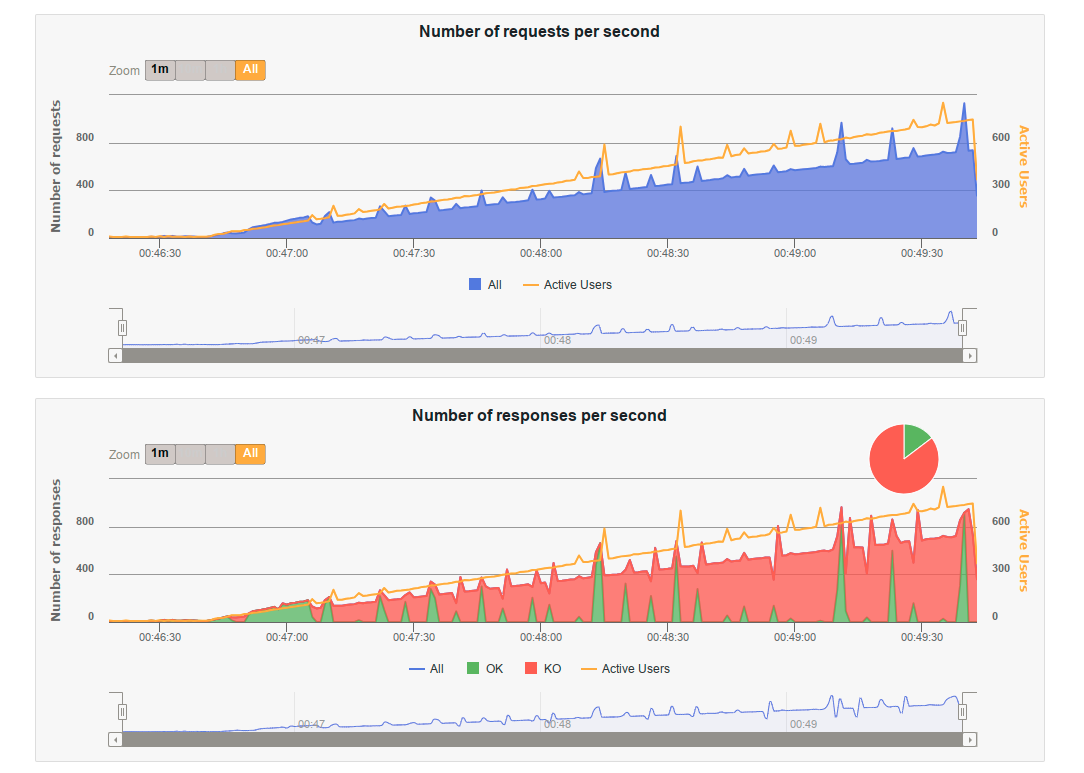 Number of requests per second
Zoom 1m All
Number of requests
800
400
0
600
300
0
Active Users
00:46:30 00:47:00 00:47:30 00:48:00 00:48:30 00:49:00 00:49:30
All Active Users
00:47 00:48 00:49
Number of responses per second
Zoom 1m All
Number of responses
800
400
0
600
300
0
Active Users
00:46:30 00:47:00 00:47:30 00:48:00 00:48:30 00:49:00 00:49:30
All OK KO Active Users
00:47 00:48 00:49